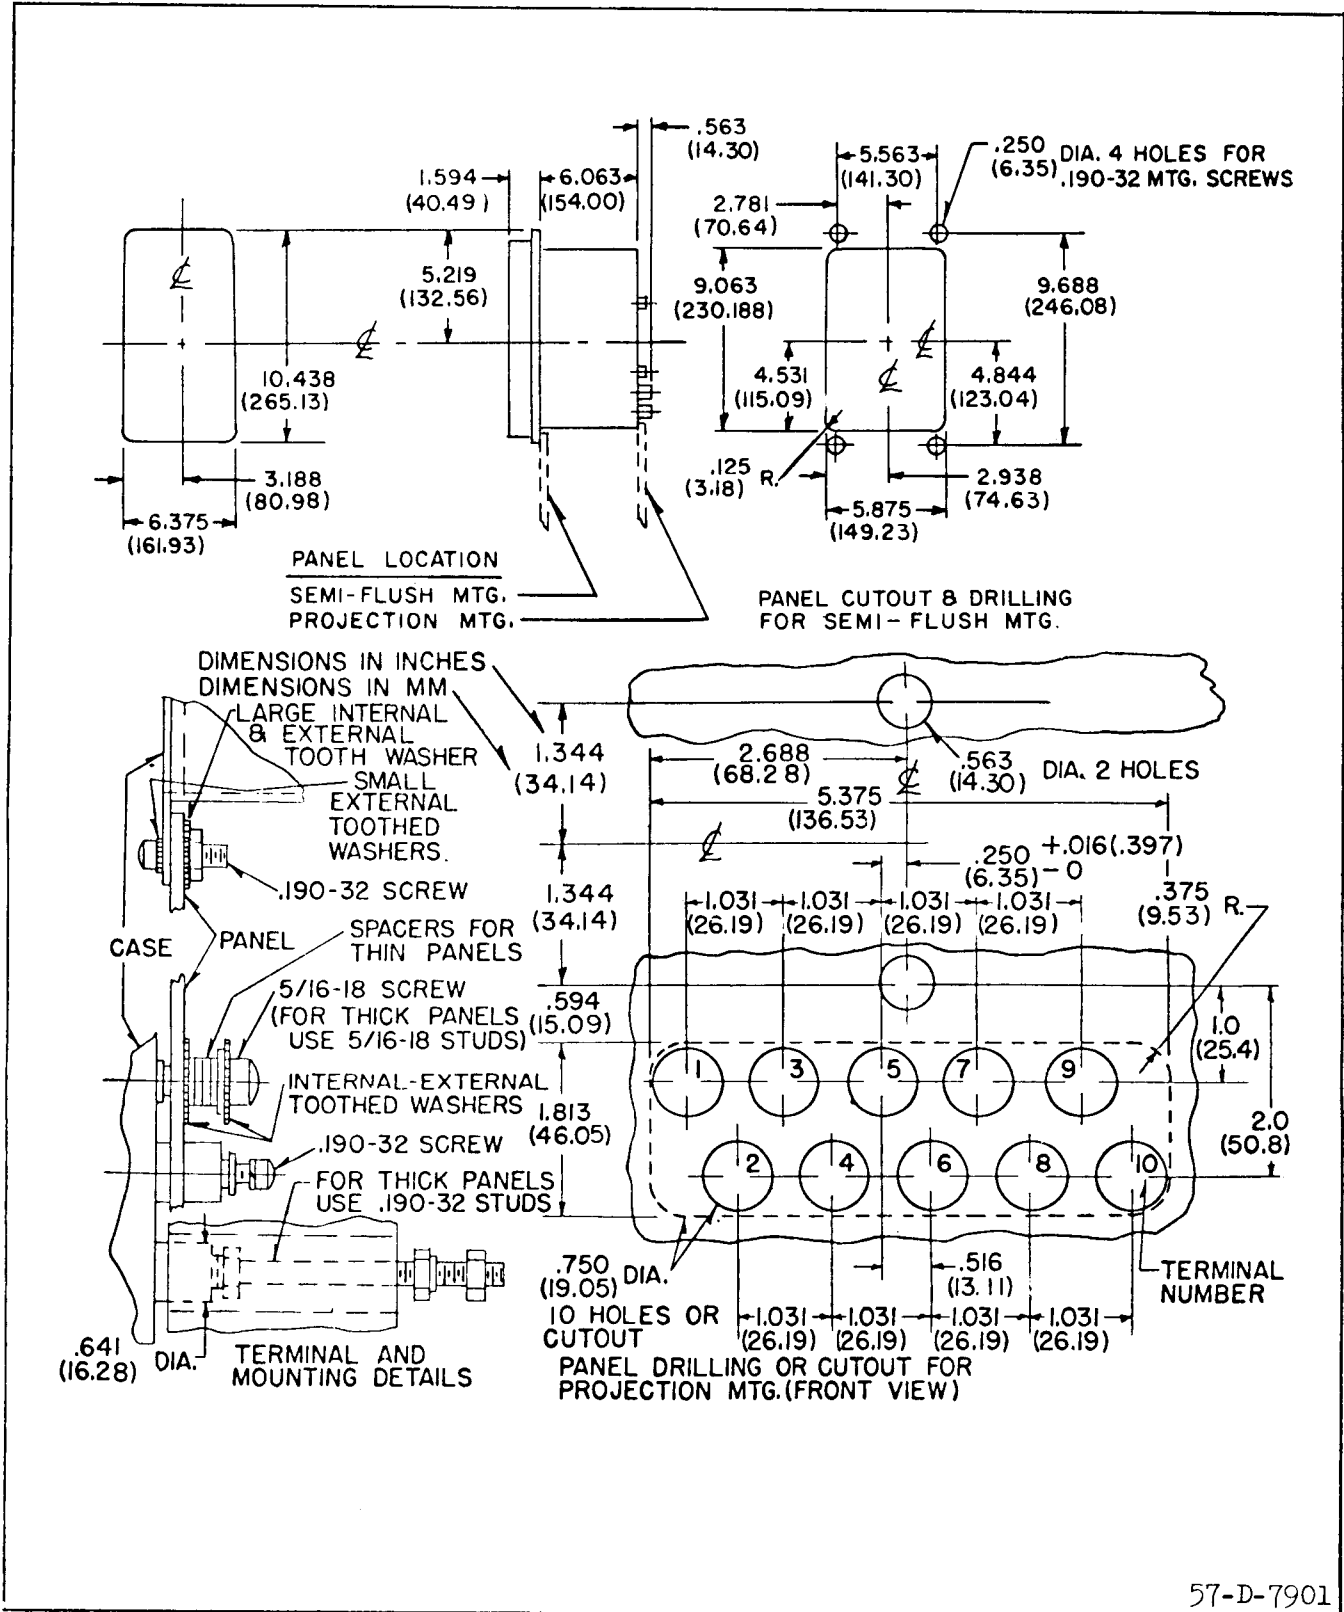 .563
(14.30)
1.594
(40.49)
6.063
(154.00)
5.563
(141.30)
.250
(6.35)
DIA. 4 HOLES FOR
.190-32 MTG. SCREWS
2.781
(70.64)
℄
5.219
(132.56)
9.063
(230.188)
9.688
(246.08)
℄
℄
℄
10.438
(265.13)
4.531
(115.09)
4.844
(123.04)
3.188
(80.98)
.125
(3.18) R.
2.938
(74.63)
6.375
(161.93)
5.875
(149.23)
PANEL LOCATION
SEMI-FLUSH MTG.
PROJECTION MTG.
PANEL CUTOUT & DRILLING
FOR SEMI-FLUSH MTG.
DIMENSIONS IN INCHES
DIMENSIONS IN MM
LARGE INTERNAL
& EXTERNAL
TOOTH WASHER
SMALL
EXTERNAL
TOOTHED
WASHERS.
.190-32 SCREW
CASE
PANEL
SPACERS FOR
THIN PANELS
5/16-18 SCREW
(FOR THICK PANELS
USE 5/16-18 STUDS)
INTERNAL-EXTERNAL
TOOTHED WASHERS
.190-32 SCREW
FOR THICK PANELS
USE .190-32 STUDS
.641
(16.28) DIA.
TERMINAL AND
MOUNTING DETAILS
1.344
(34.14)
2.688
(68.28)
℄
.563
(14.30)
DIA. 2 HOLES
5.375
(136.53)
℄
.250
(6.35)
+.016(.397)
-0
1.344
(34.14)
1.031
(26.19)
1.031
(26.19)
1.031
(26.19)
1.031
(26.19)
.375
(9.53) R.
.594
(15.09)
1.0
(25.4)
1 3 5 7 9
1.813
(46.05)
2.0
(50.8)
2 4 6 8 10
.750
(19.05) DIA.
10 HOLES OR
CUTOUT
.516
(13.11)
TERMINAL
NUMBER
1.031
(26.19)
1.031
(26.19)
1.031
(26.19)
1.031
(26.19)
PANEL DRILLING OR CUTOUT FOR
PROJECTION MTG.(FRONT VIEW)
57-D-7901